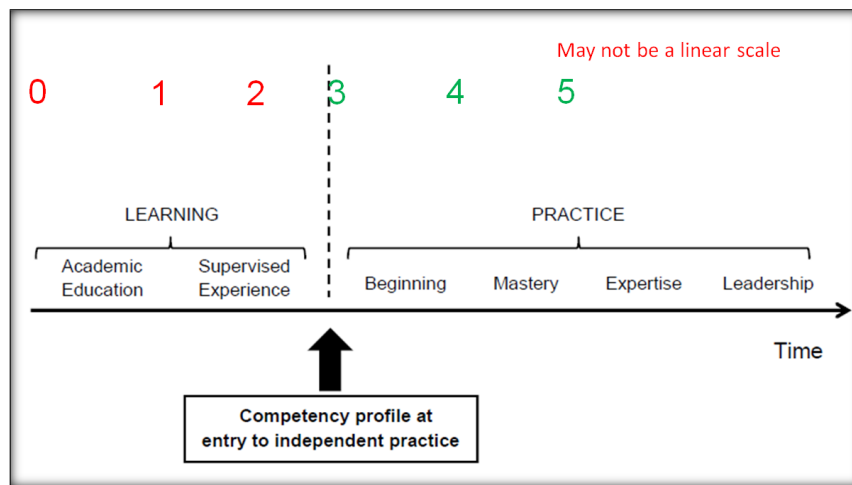 May not be a linear scale
0 1 2 3 4 5
LEARNING PRACTICE
Academic Education
Supervised Experience
Beginning Mastery Expertise Leadership
Time
Competency profile at
entry to independent practice